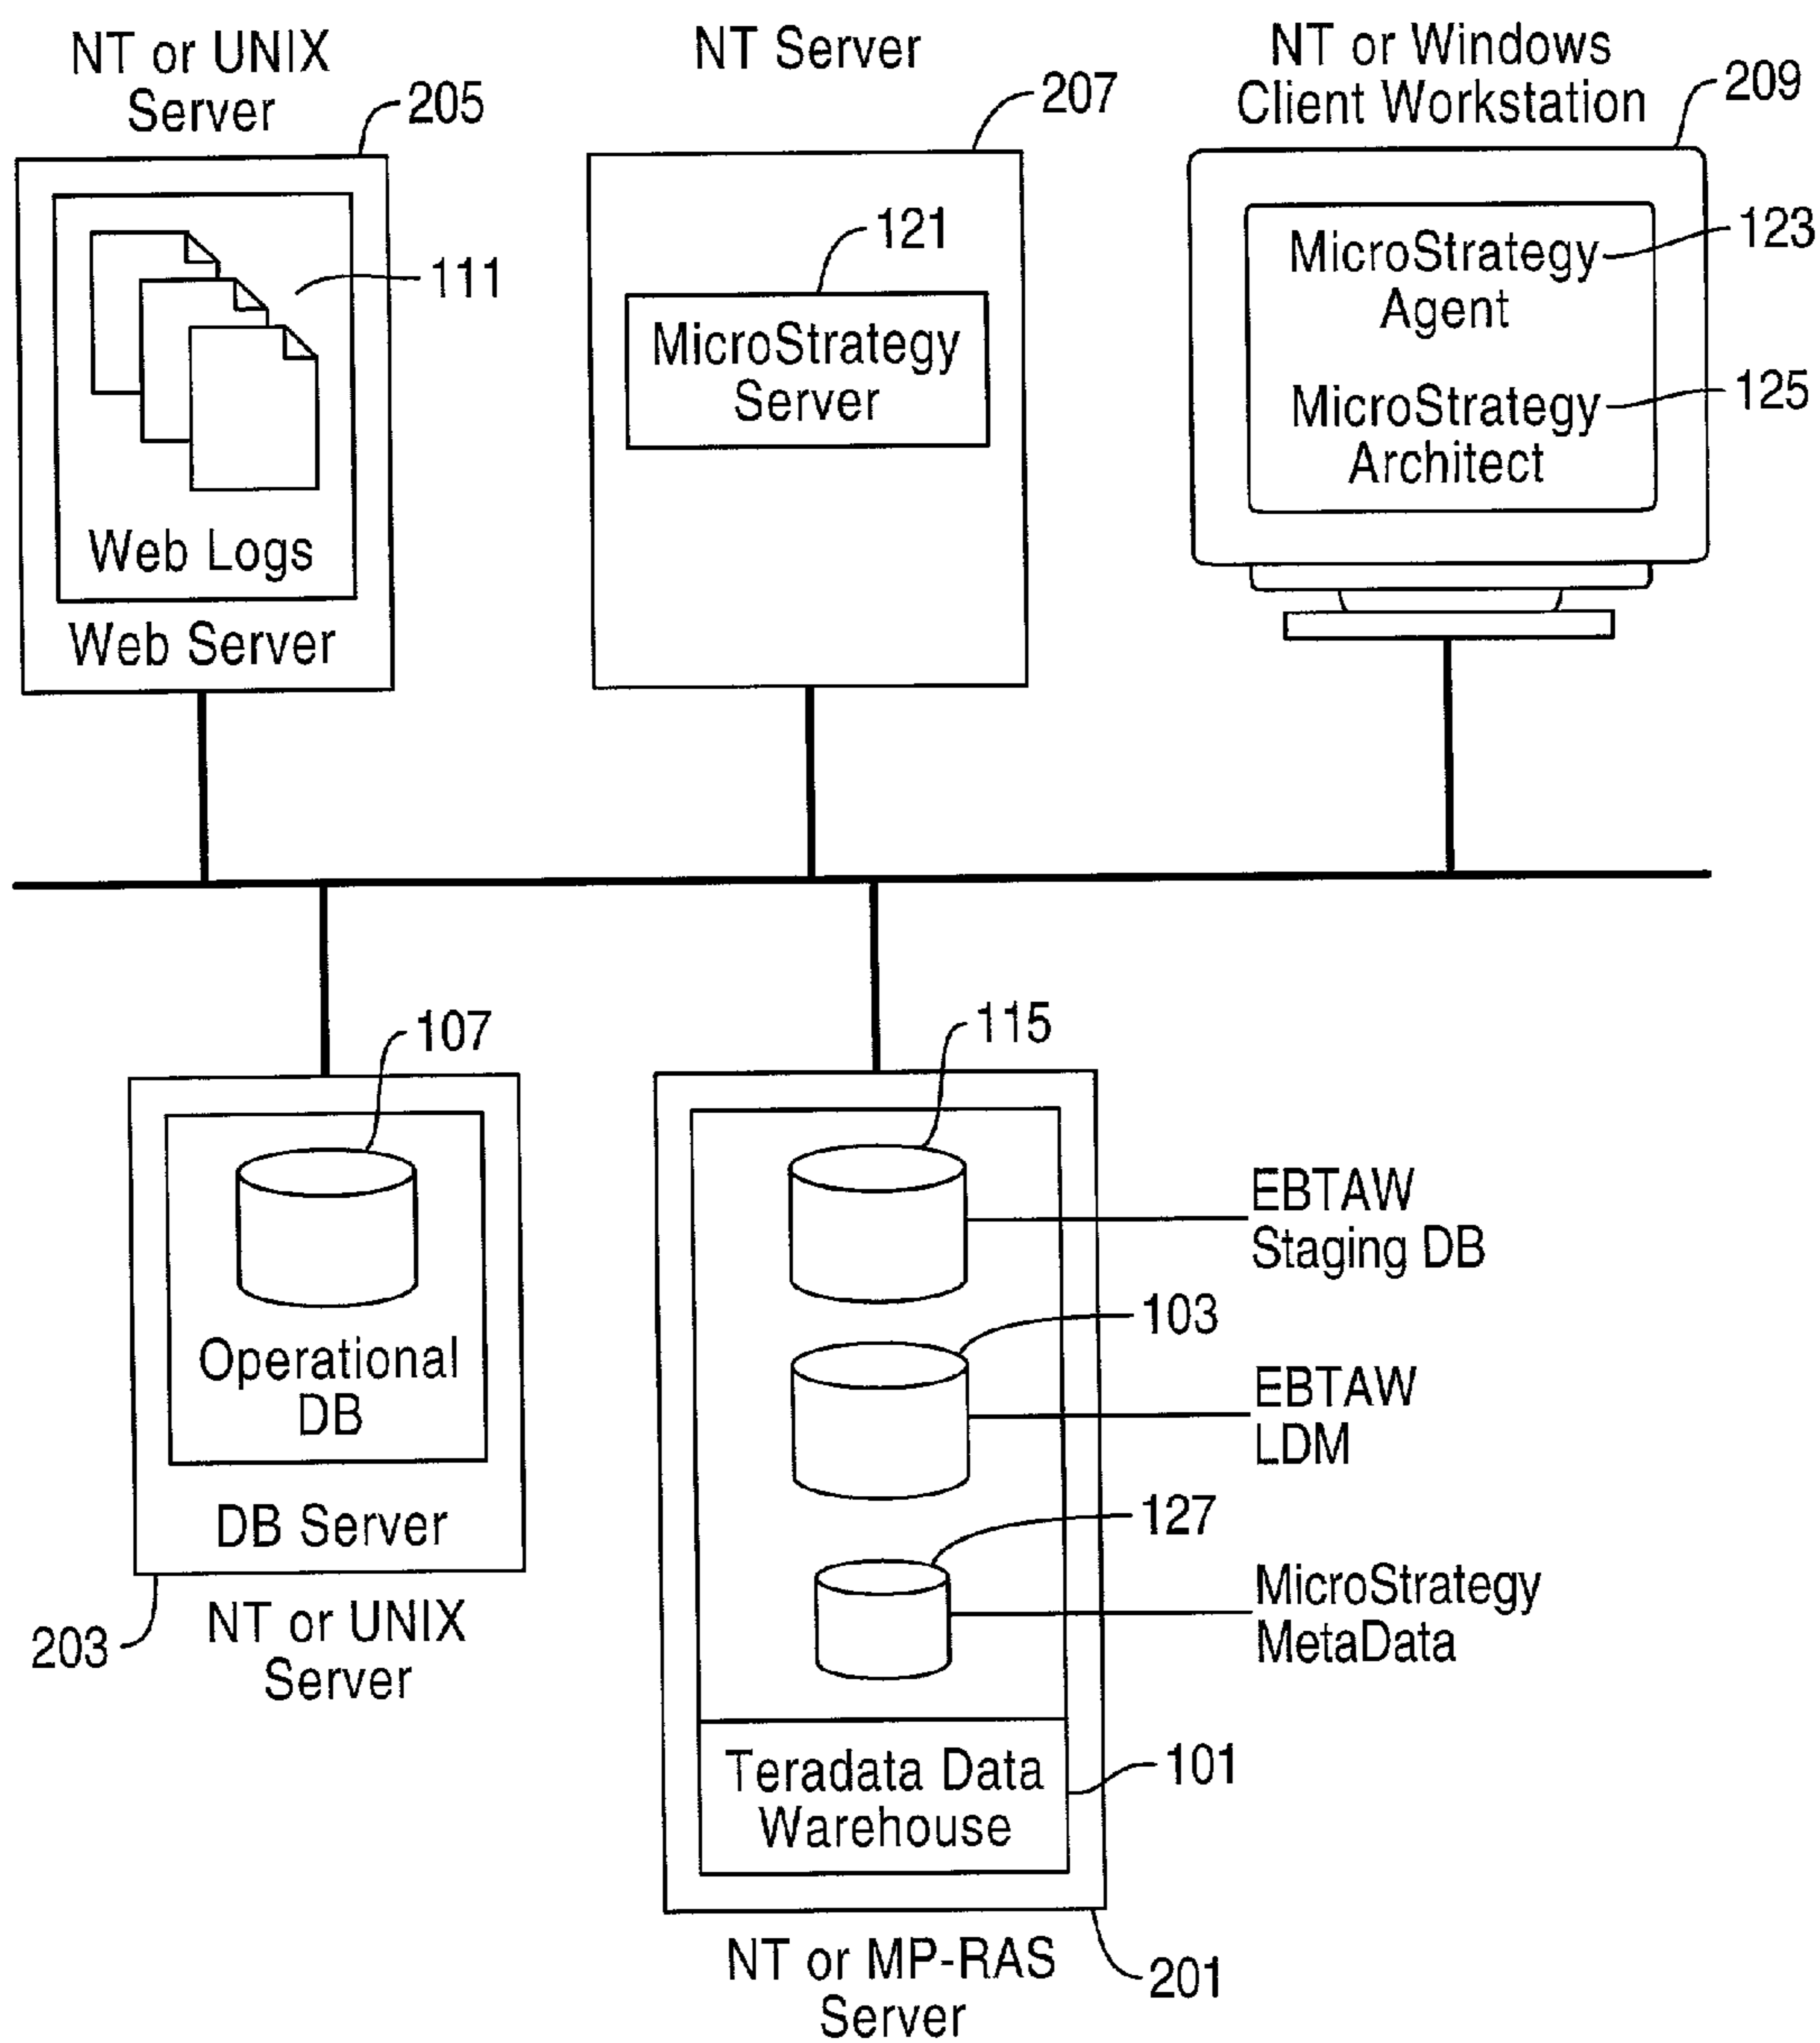 NT or UNIX
Server
205
111
Web Logs
Web Server
NT Server
207
121
MicroStrategy
Server
NT or Windows
Client Workstation
209
MicroStrategy
Agent
123
MicroStrategy
Architect
125
107
Operational
DB
DB Server
203
NT or UNIX
Server
115
EBTAW
Staging DB
103
EBTAW
LDM
127
MicroStrategy
MetaData
Teradata Data
Warehouse
101
NT or MP-RAS
Server
201